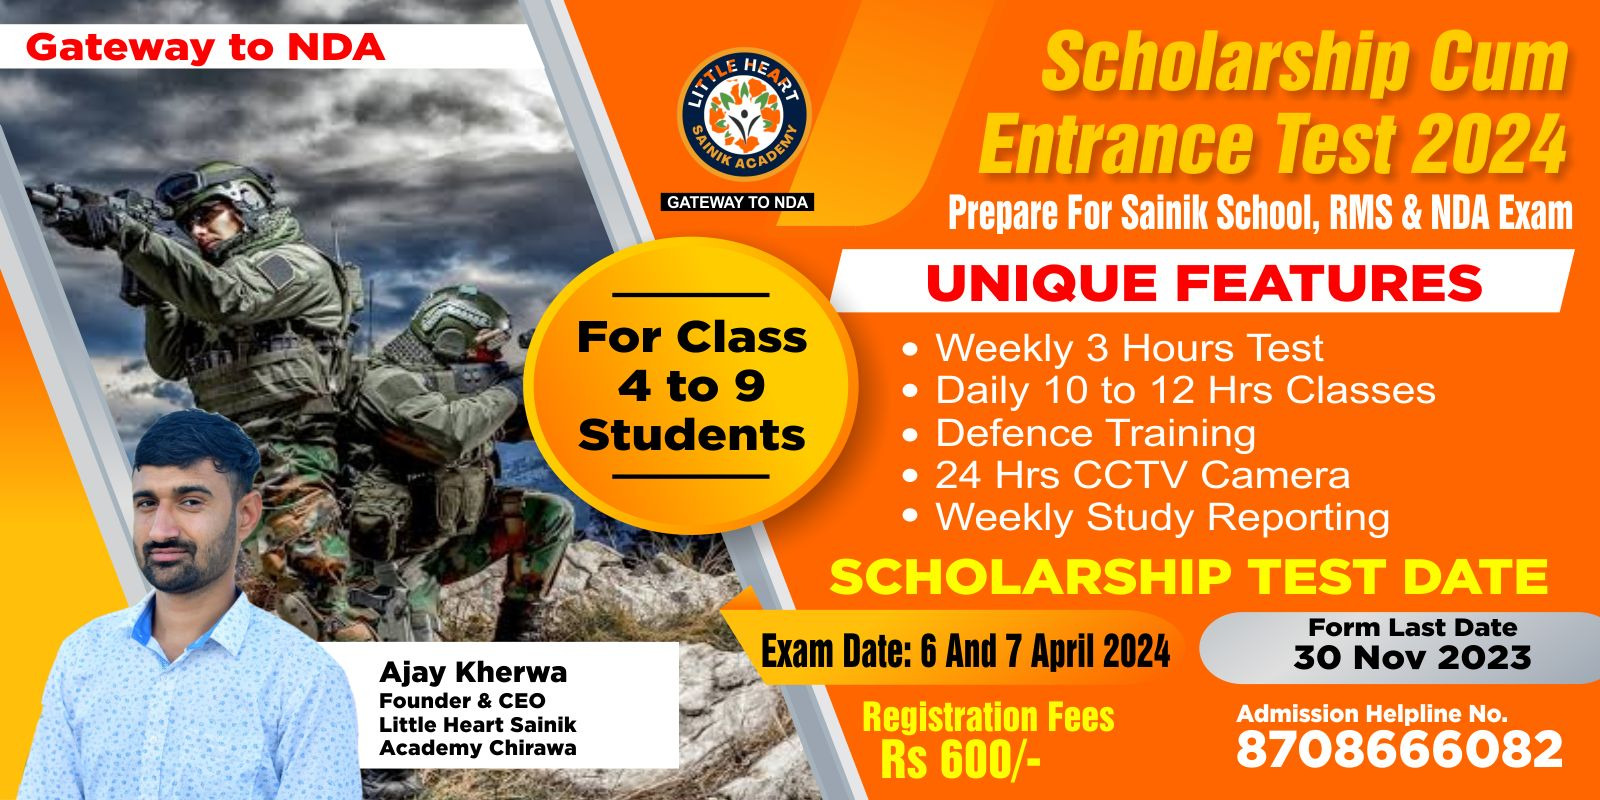 Gateway to NDA
LITTLE HEART
SAINIK ACADEMY
GATEWAY TO NDA
Scholarship Cum
Entrance Test 2024
Prepare For Sainik School, RMS & NDA Exam
UNIQUE FEATURES
• Weekly 3 Hours Test
• Daily 10 to 12 Hrs Classes
• Defence Training
• 24 Hrs CCTV Camera
• Weekly Study Reporting
For Class
4 to 9
Students
SCHOLARSHIP TEST DATE
Exam Date: 6 And 7 April 2024
Form Last Date
30 Nov 2023
Registration Fees
Rs 600/-
Admission Helpline No.
8708666082
Ajay Kherwa
Founder & CEO
Little Heart Sainik
Academy Chirawa